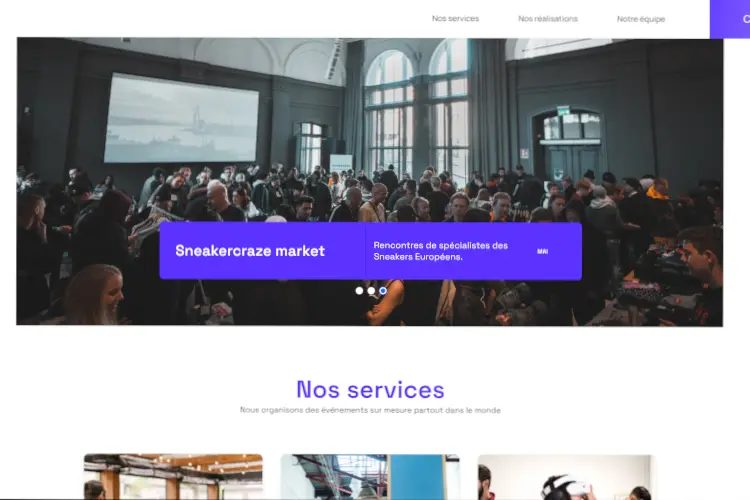 Nos services
Nos réalisations
Notre équipe
C
Sneakercraze market
Rencontres de spécialistes des
Sneakers Européens.
MAI
Nos services
Nous organisons des événements sur mesure partout dans le monde